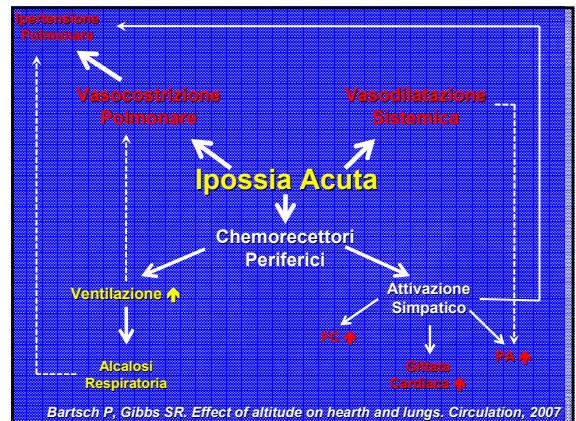 Ipertensione
Polmonare
Vasocostrizione
Polmonare
Vasodilatazione
Sistemica
Ipossia Acuta
Chemorecettori
Periferici
Ventilazione ↑
Attivazione
Simpatico
FC ↑
Gittata
Cardiaca ↑
PA ↑
Alcalosi
Respiratoria
Bartsch P, Gibbs SR. Effect of altitude on hearth and lungs. Circulation, 2007